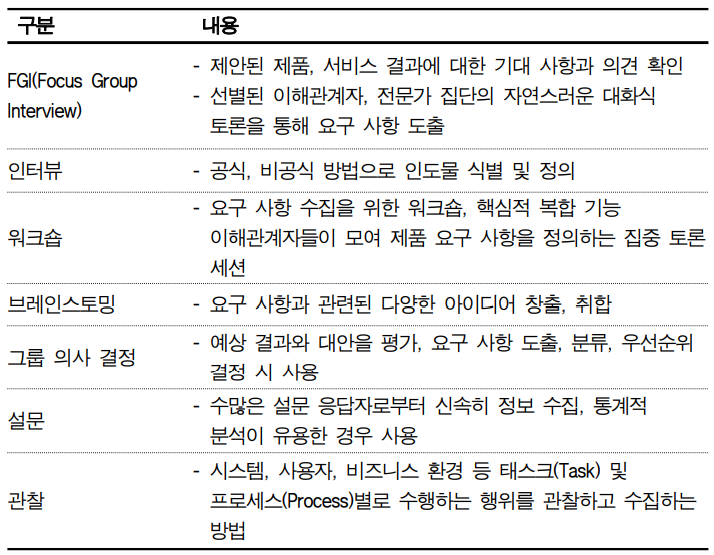 구분 내용
FGI(Focus Group Interview)
- 제안된 제품, 서비스 결과에 대한 기대 사항과 의견 확인
- 선별된 이해관계자, 전문가 집단의 자연스러운 대화식
토론을 통해 요구 사항 도출
인터뷰
- 공식, 비공식 방법으로 인도물 식별 및 정의
워크숍
- 요구 사항 수집을 위한 워크숍, 핵심적 복합 기능
이해관계자들이 모여 제품 요구 사항을 정의하는 집중 토론
세션
브레인스토밍
- 요구 사항과 관련된 다양한 아이디어 창출, 취합
그룹 의사 결정
- 예상 결과와 대안을 평가, 요구 사항 도출, 분류, 우선순위
결정 시 사용
설문
- 수많은 설문 응답자로부터 신속히 정보 수집, 통계적
분석이 유용한 경우 사용
관찰
- 시스템, 사용자, 비즈니스 환경 등 태스크(Task) 및
프로세스(Process)별로 수행하는 행위를 관찰하고 수집하는
방법